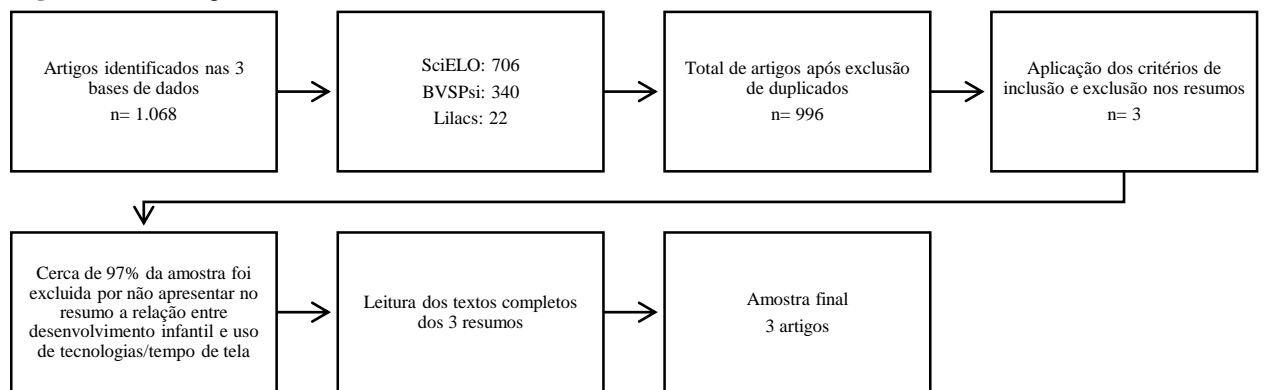 Artigos identificados nas 3
bases de dados
n= 1.068
SciELO: 706
BVSPsi: 340
Lilacs: 22
Total de artigos após exclusão
de duplicados
n= 996
Aplicação dos critérios de
inclusão e exclusão nos resumos
n= 3
Cerca de 97% da amostra foi
excluida por não apresentar no
resumo a relação entre
desenvolvimento infantil e uso
de tecnologias/tempo de tela
Leitura dos textos completos
dos 3 resumos
Amostra final
3 artigos